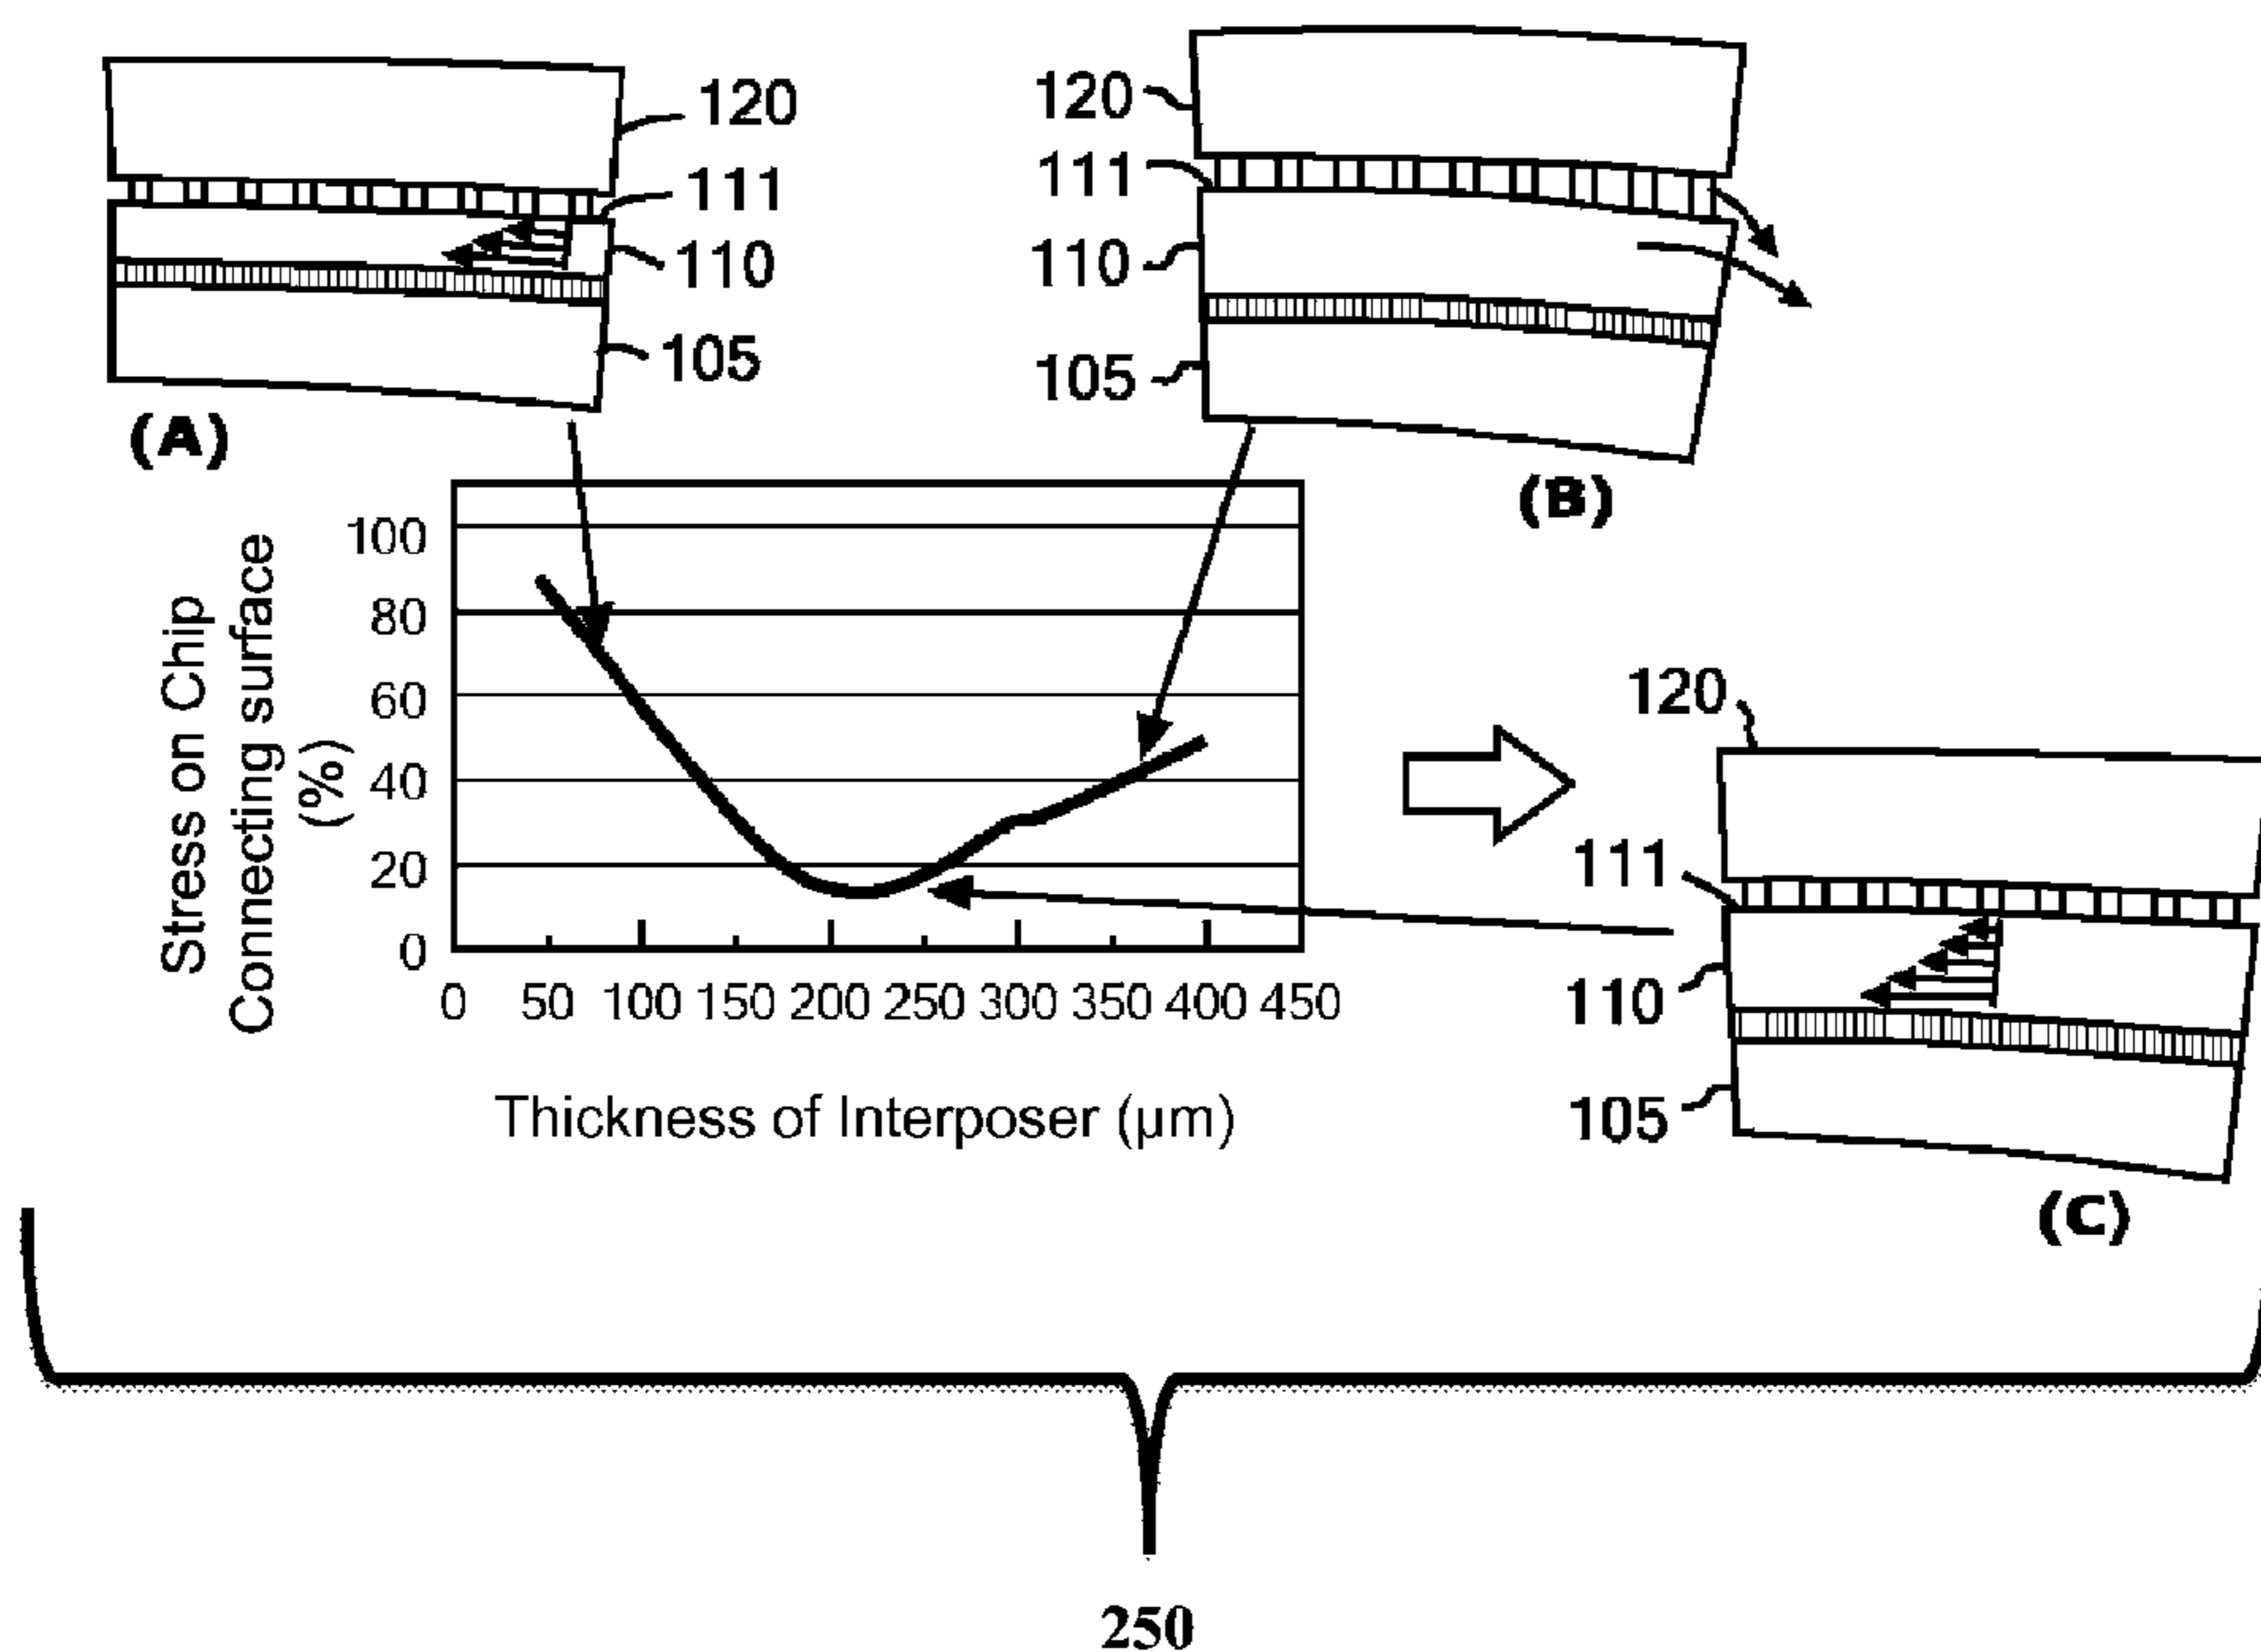 120
111
110
105
(A)
120
111
110
105
(B)
Stress on Chip
Connecting surface
(%)
100
80
60
40
20
0
0 50 100 150 200 250 300 350 400 450
Thickness of Interposer (µm)
120
111
110
105
(C)
250